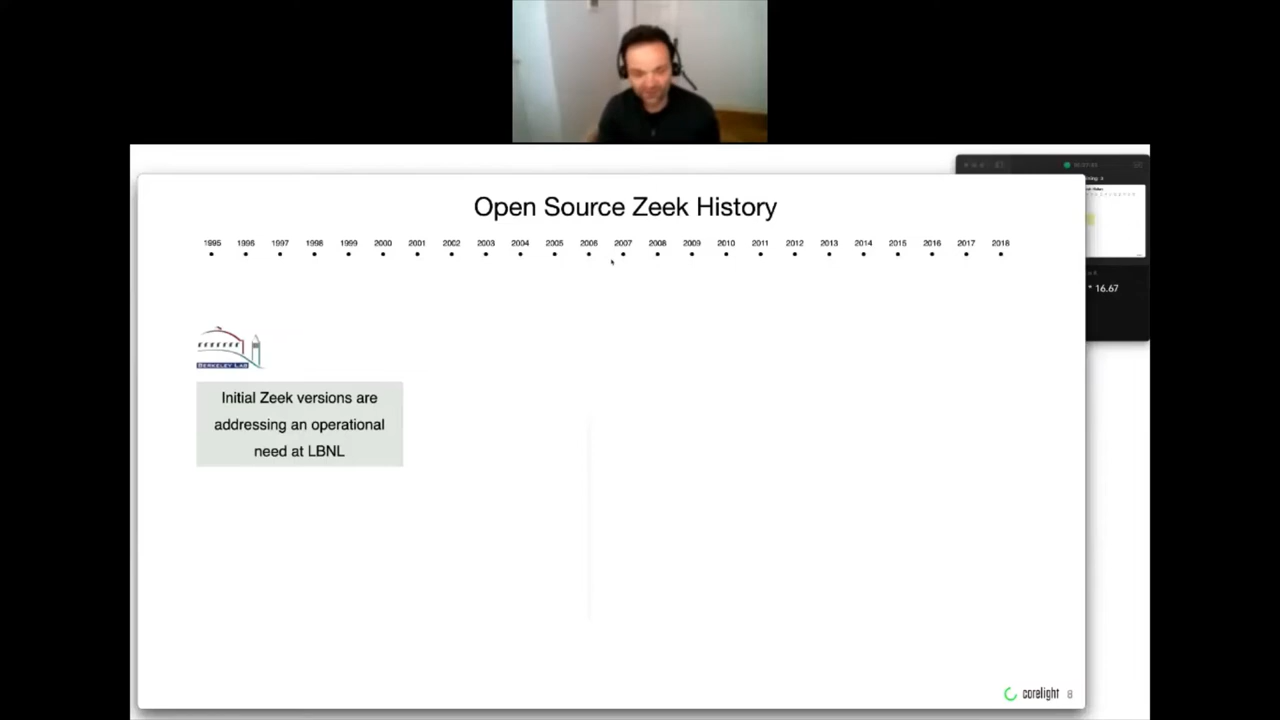 Open Source Zeek History
1995 1996 1997 1998 1999 2000 2001 2002 2003 2004 2005 2006 2007 2008 2009 2010 2011 2012 2013 2014 2015 2016 2017 2018
BERKELEY LAB
Initial Zeek versions are
addressing an operational
need at LBNL
* 16.67
corelight 8